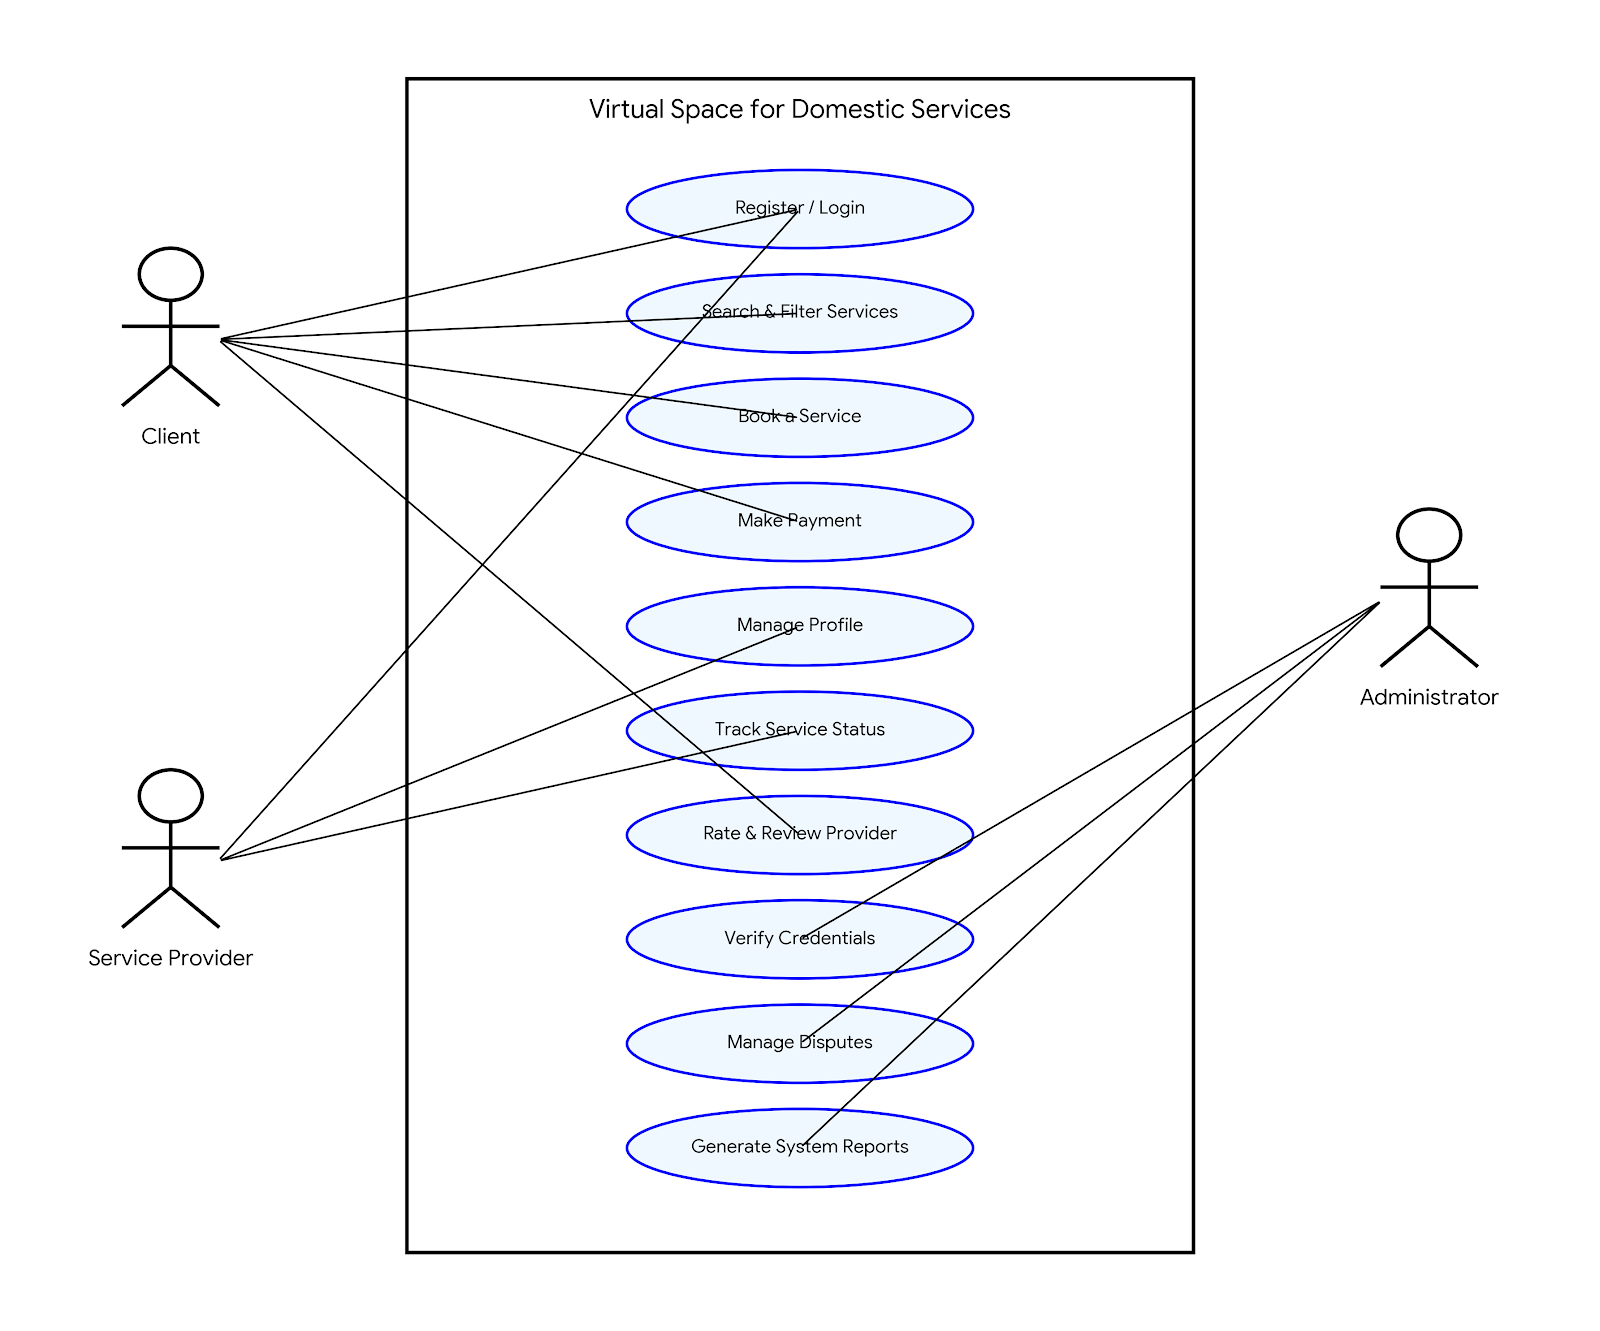 Virtual Space for Domestic Services
Register / Login
Search & Filter Services
Book a Service
Client
Make Payment
Manage Profile
Administrator
Track Service Status
Rate & Review Provider
Verify Credentials
Service Provider
Manage Disputes
Generate System Reports